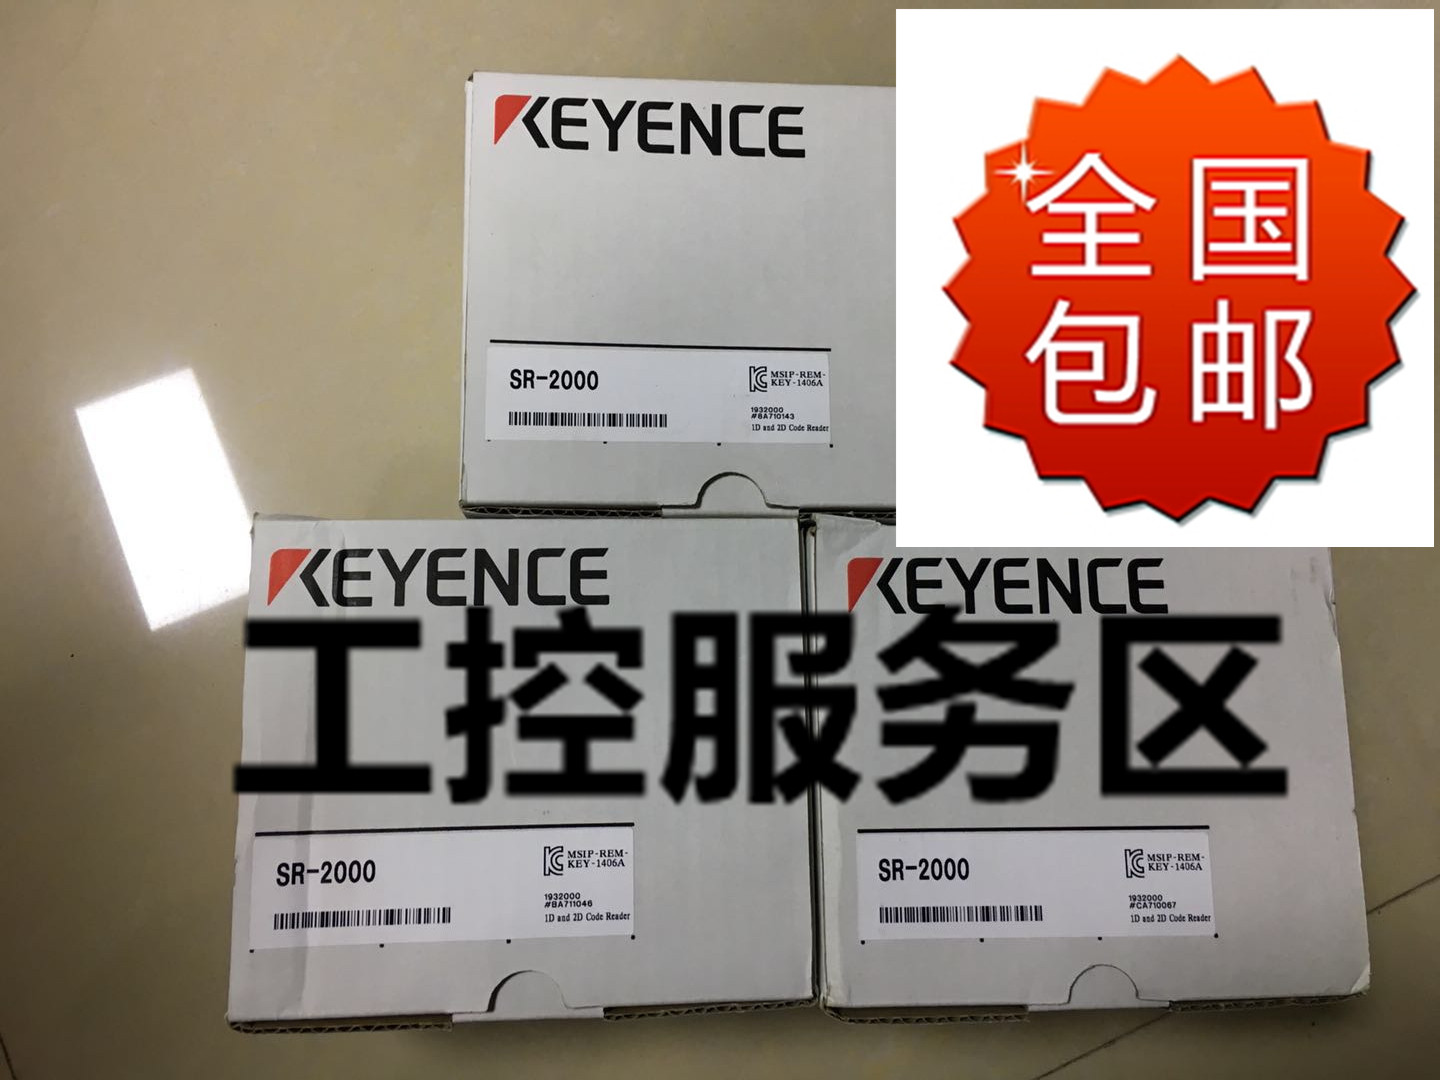 KEYENCE
SR-2000
MSIP-REM-
KEY-1406A
1932000
#8A710143
1D and 2D Code Reader
全国
包邮
KEYENCE
工控服务区
SR-2000
MSIP-REM-
KEY-1406A
1932000
#BA711046
1D and 2D Code Reader
KEYENCE
SR-2000
MSIP-REM-
KEY-1406A
1932000
#CA710067
1D and 2D Code Reader